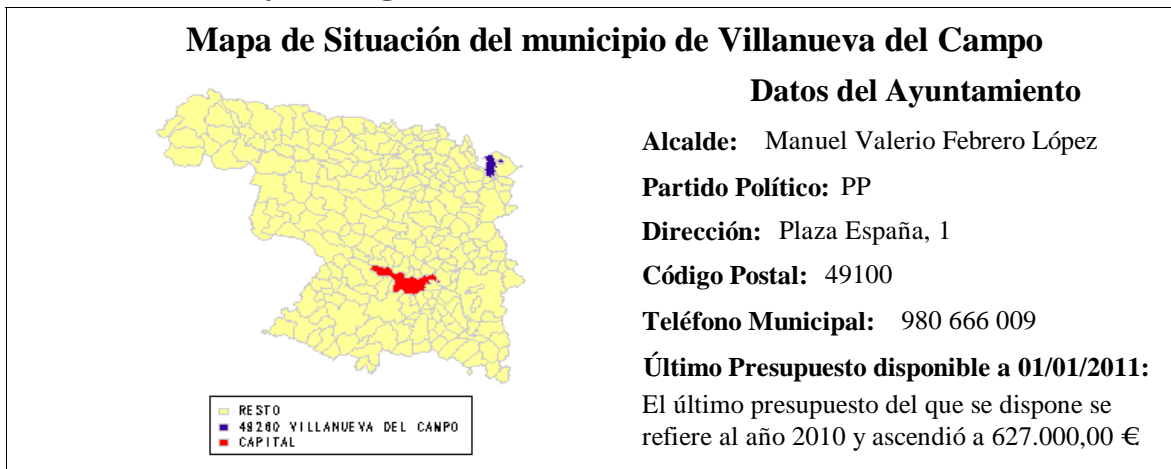 Mapa de Situación del municipio de Villanueva del Campo
Datos del Ayuntamiento
Alcalde: Manuel Valerio Febrero López
Partido Político: PP
Dirección: Plaza España, 1
Código Postal: 49100
Teléfono Municipal: 980 666 009
Último Presupuesto disponible a 01/01/2011:
El último presupuesto del que se dispone se
refiere al año 2010 y ascendió a 627.000,00 €
RESTO
49260 VILLANUEVA DEL CAMPO
CAPITAL